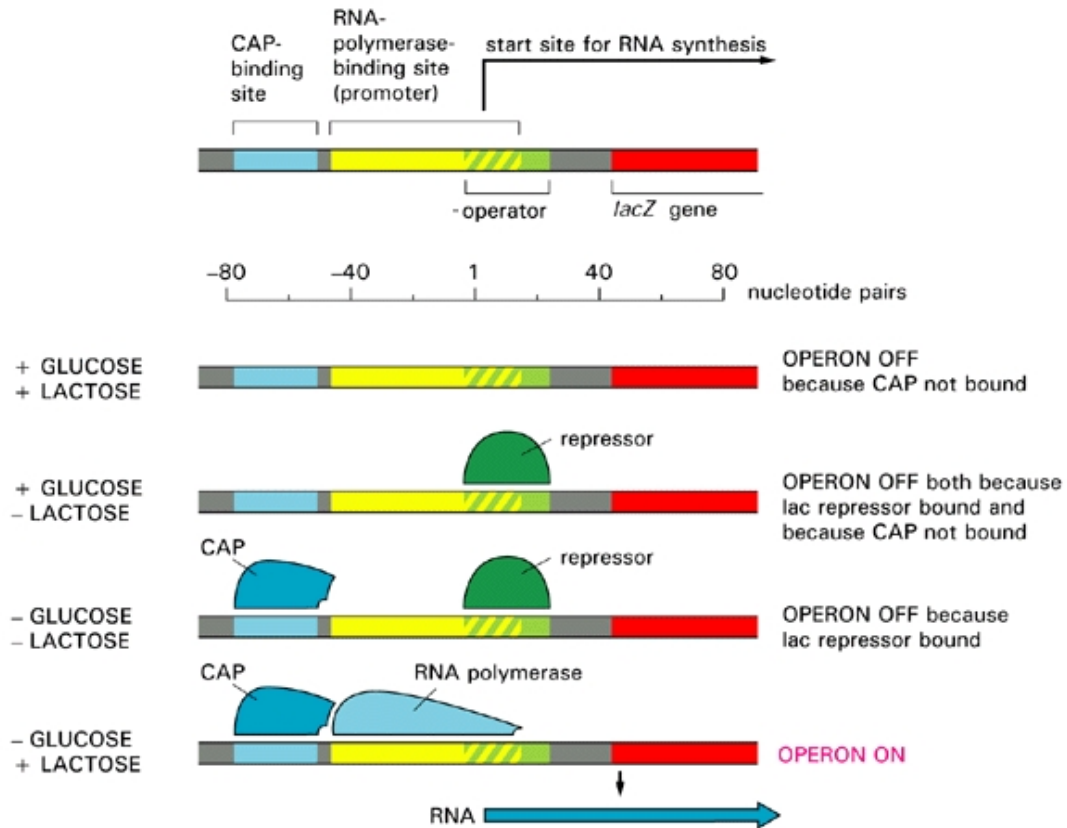 CAP-
binding
site
RNA-
polymerase-
binding site
(promoter)
start site for RNA synthesis
-operator
lacZ gene
–80 –40 1 40 80
nucleotide pairs
+ GLUCOSE
+ LACTOSE
OPERON OFF
because CAP not bound
repressor
+ GLUCOSE
– LACTOSE
OPERON OFF both because
lac repressor bound and
because CAP not bound
CAP
repressor
– GLUCOSE
– LACTOSE
OPERON OFF because
lac repressor bound
CAP
RNA polymerase
– GLUCOSE
+ LACTOSE
OPERON ON
RNA